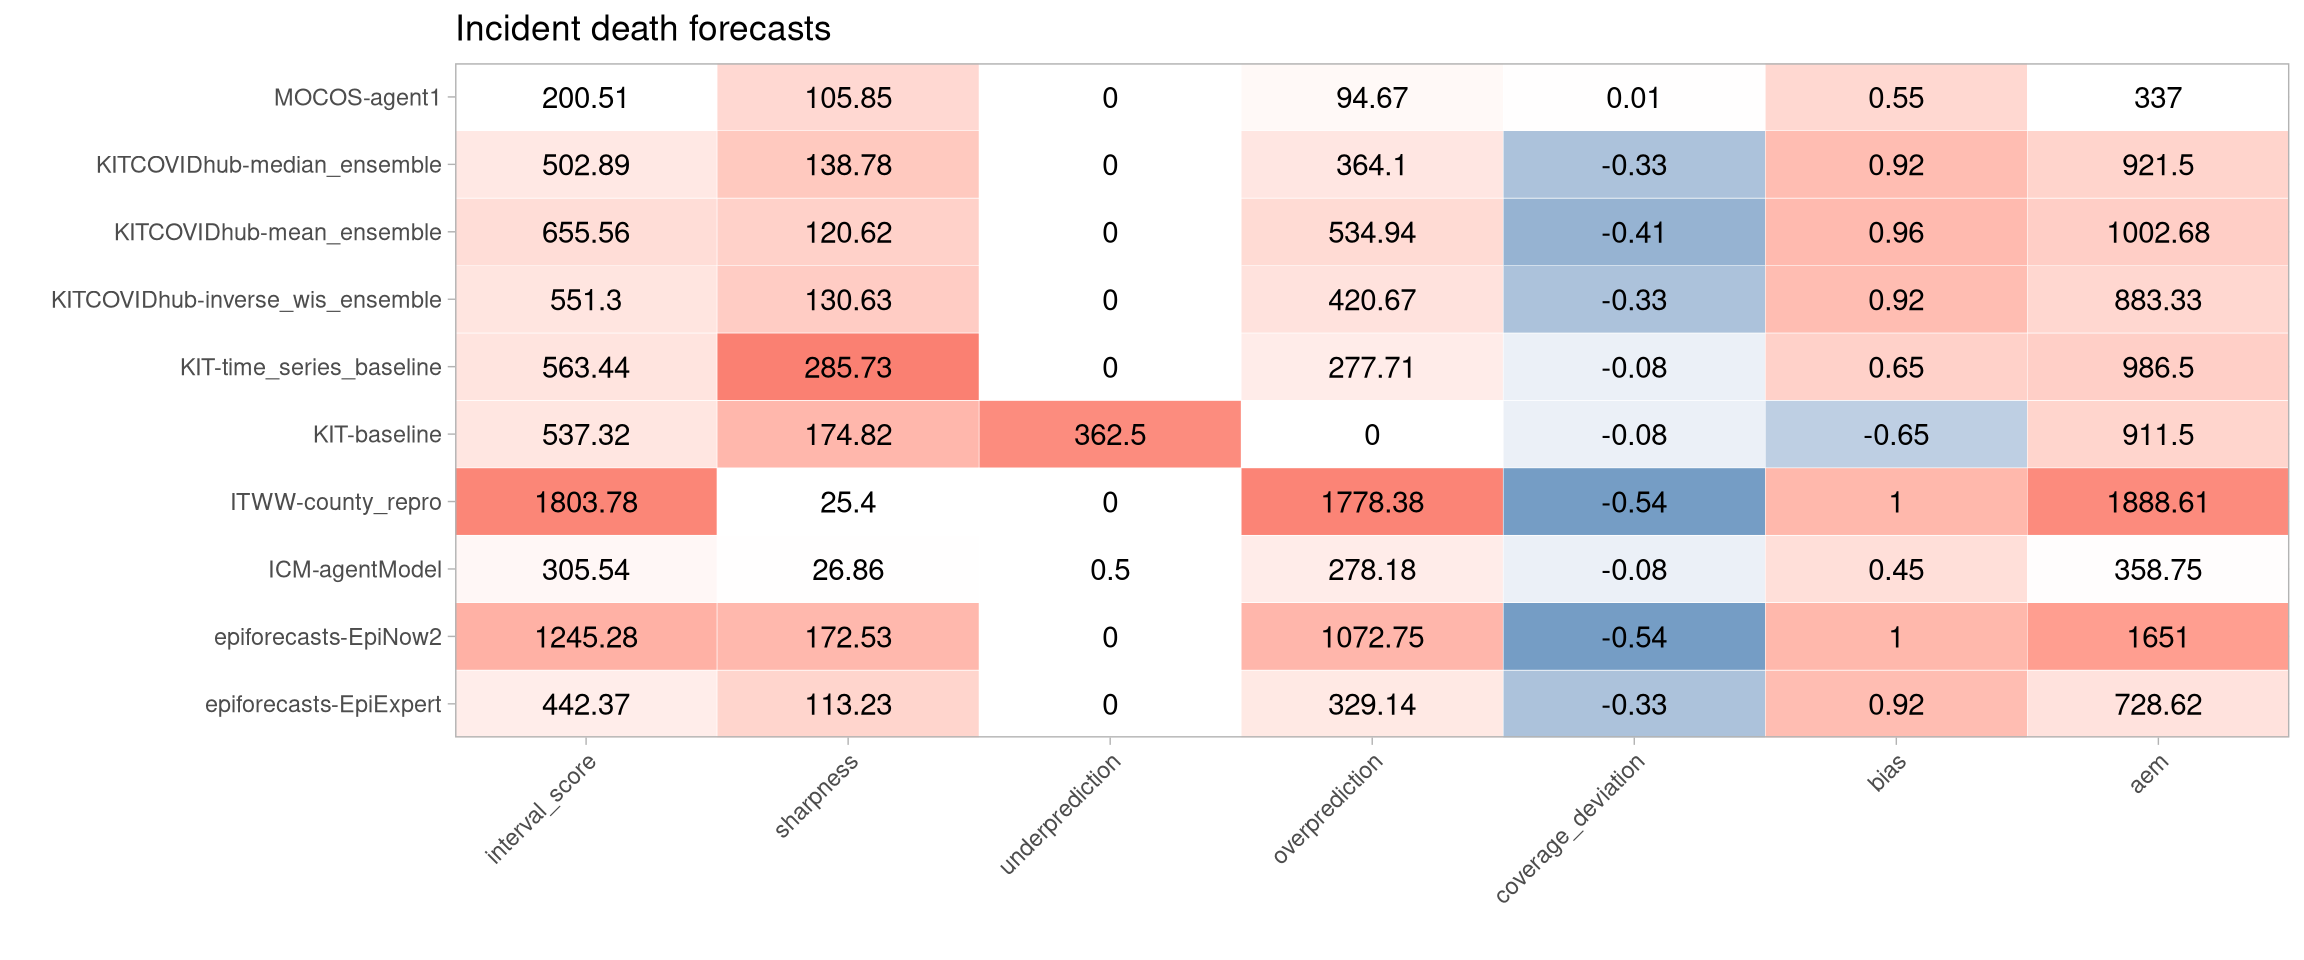 Incident death forecasts
MOCOS-agent1 200.51 105.85 0 94.67 0.01 0.55 337
KITCOVIDhub-median_ensemble 502.89 138.78 0 364.1 -0.33 0.92 921.5
KITCOVIDhub-mean_ensemble 655.56 120.62 0 534.94 -0.41 0.96 1002.68
KITCOVIDhub-inverse_wis_ensemble 551.3 130.63 0 420.67 -0.33 0.92 883.33
KIT-time_series_baseline 563.44 285.73 0 277.71 -0.08 0.65 986.5
KIT-baseline 537.32 174.82 362.5 0 -0.08 -0.65 911.5
ITWW-county_repro 1803.78 25.4 0 1778.38 -0.54 1 1888.61
ICM-agentModel 305.54 26.86 0.5 278.18 -0.08 0.45 358.75
epiforecasts-EpiNow2 1245.28 172.53 0 1072.75 -0.54 1 1651
epiforecasts-EpiExpert 442.37 113.23 0 329.14 -0.33 0.92 728.62
interval_score sharpness underprediction overprediction coverage_deviation bias aem